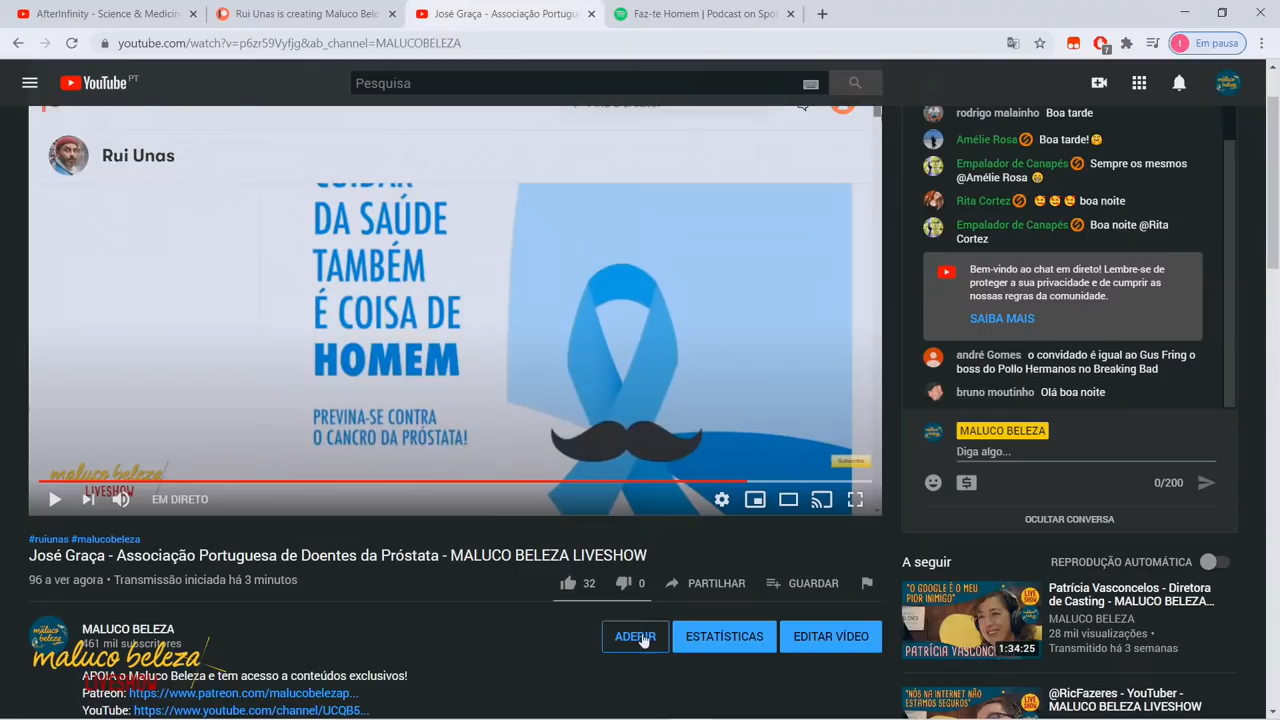 AfterInfinity - Science & Medicin
Rui Unas is creating Maluco Bele
José Graça - Associação Portugu
Faz-te Homem | Podcast on Spot
youtube.com/watch?v=p6zr59Vyfjg&ab_channel=MALUCOBELEZA
7
t
Em pausa
YouTube PT
Pesquisa
Rui Unas
CUIDAR
DA SAÚDE
TAMBÉM
É COISA DE
HOMEM
PREVINA-SE CONTRA
O CANCRO DA PRÓSTATA!
maluco beleza
LIVESHOW
Subscribe
EM DIRETO
#ruiunas #malucobeleza
José Graça - Associação Portuguesa de Doentes da Próstata - MALUCO BELEZA LIVESHOW
96 a ver agora • Transmissão iniciada há 3 minutos
32
0
PARTILHAR
GUARDAR
MALUCO BELEZA
461 mil subscritores
ADERIR
ESTATÍSTICAS
EDITAR VÍDEO
maluco beleza
LIVESHOW
APOIA o Maluco Beleza e tem acesso a conteúdos exclusivos!
Patreon: https://www.patreon.com/malucobelezap...
YouTube: https://www.youtube.com/channel/UCQB5...
rodrigo malainho Boa tarde
Amélie Rosa Boa tarde!
Empalador de Canapés Sempre os mesmos
@Amélie Rosa
Rita Cortez boa noite
Empalador de Canapés Boa noite @Rita
Cortez
Bem-vindo ao chat em direto! Lembre-se de
proteger a sua privacidade e de cumprir as
nossas regras da comunidade.
SAIBA MAIS
andré Gomes o convidado é igual ao Gus Fring o
boss do Pollo Hermanos no Breaking Bad
bruno moutinho Olá boa noite
MALUCO BELEZA
Diga algo...
0/200
OCULTAR CONVERSA
A seguir
REPRODUÇÃO AUTOMÁTICA
"O GOOGLE É O MEU
PIOR INIMIGO"
LIVE
SHOW
PATRÍCIA VASCONC
1:34:25
Patrícia Vasconcelos - Diretora
de Casting - MALUCO BELEZA...
MALUCO BELEZA
28 mil visualizações •
Transmitido há 3 semanas
"NÓS NA INTERNET NÃO
ESTAMOS SEGUROS"
LIVE
@RicFazeres - YouTuber -
MALUCO BELEZA LIVESHOW